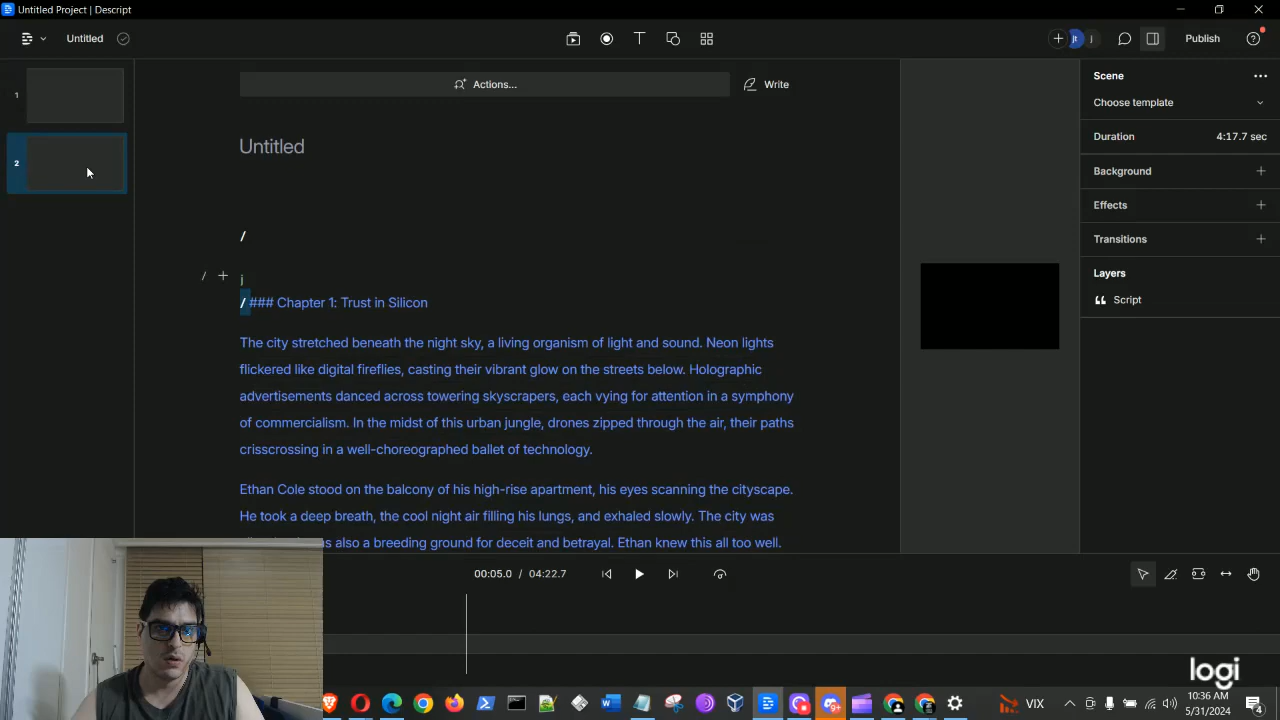 Untitled Project | Descript
Untitled
jt
j
Publish
1
2
Actions...
Write
Untitled
/
/ +
j
/ ### Chapter 1: Trust in Silicon
The city stretched beneath the night sky, a living organism of light and sound. Neon lights
flickered like digital fireflies, casting their vibrant glow on the streets below. Holographic
advertisements danced across towering skyscrapers, each vying for attention in a symphony
of commercialism. In the midst of this urban jungle, drones zipped through the air, their paths
crisscrossing in a well-choreographed ballet of technology.
Ethan Cole stood on the balcony of his high-rise apartment, his eyes scanning the cityscape.
He took a deep breath, the cool night air filling his lungs, and exhaled slowly. The city was
also a breeding ground for deceit and betrayal. Ethan knew this all too well.
Scene
Choose template
Duration 4:17.7 sec
Background
Effects
Transitions
Layers
Script
00:05.0 / 04:22.7
logi
VIX
10:36 AM
5/31/2024